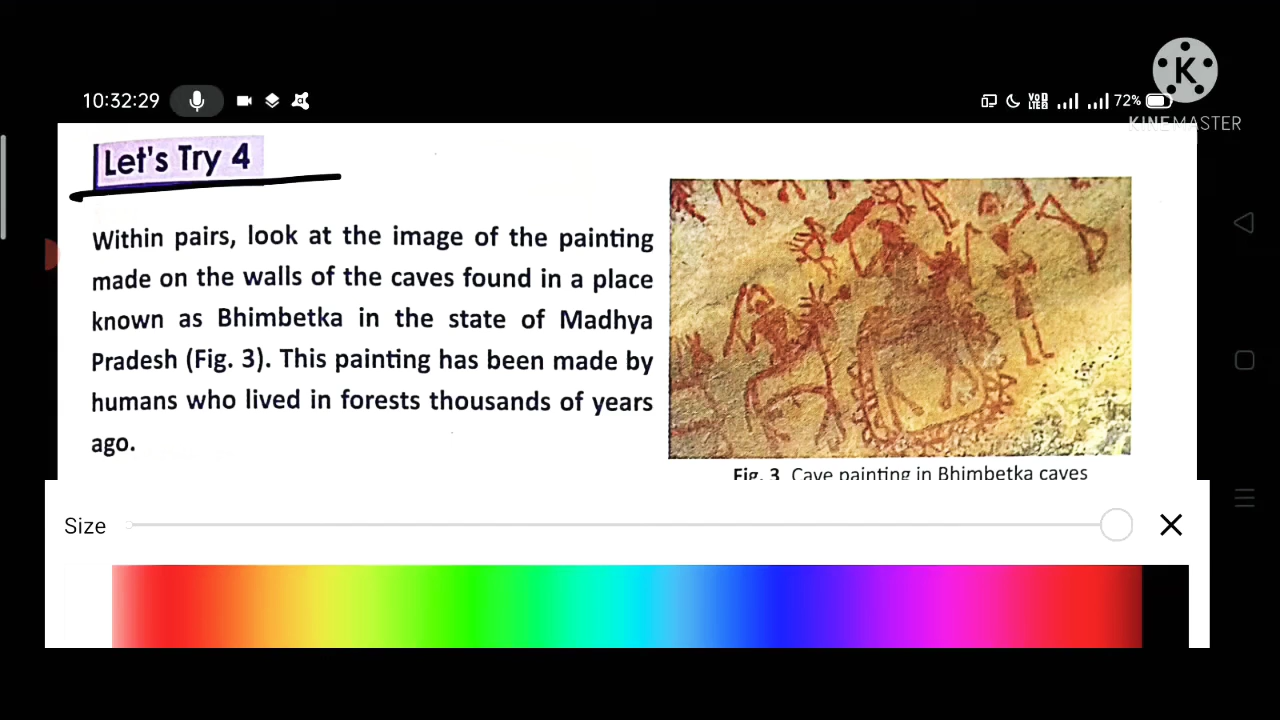 10:32:29
72%
K
KINEMASTER
Let's Try 4
Within pairs, look at the image of the painting
made on the walls of the caves found in a place
known as Bhimbetka in the state of Madhya
Pradesh (Fig. 3). This painting has been made by
humans who lived in forests thousands of years
ago.
Fig. 3 Cave painting in Bhimbetka caves
Size